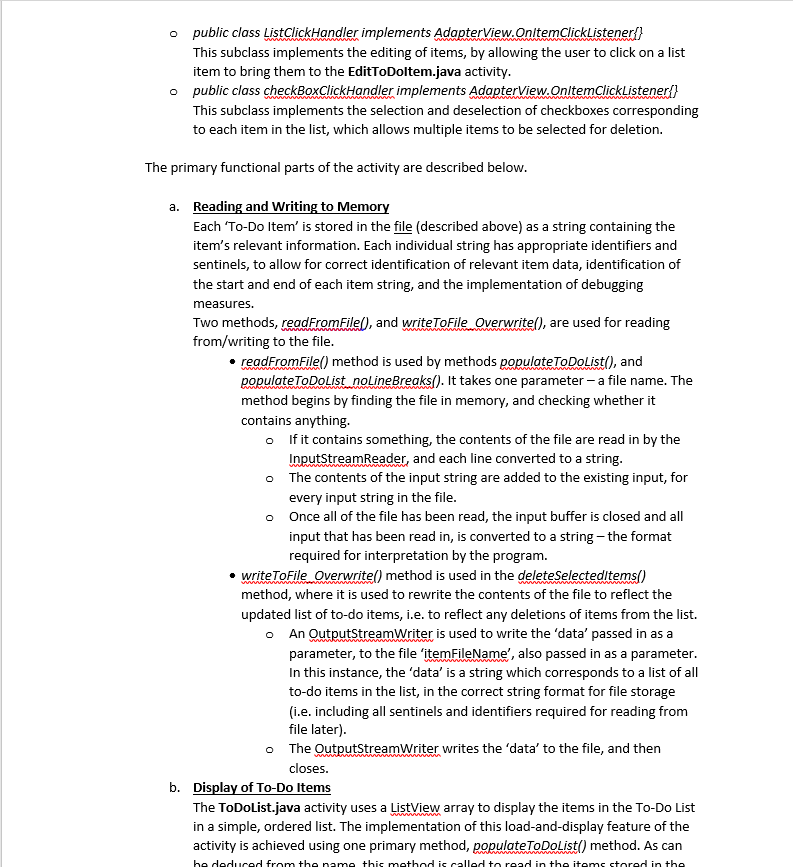 o public class ListClickHandler implements AdapterView.OnItemClickListener{}
This subclass implements the editing of items, by allowing the user to click on a list
item to bring them to the EditToDoItem.java activity.
o public class checkBoxClickHandler implements AdapterView.OnItemClickListener{}
This subclass implements the selection and deselection of checkboxes corresponding
to each item in the list, which allows multiple items to be selected for deletion.
The primary functional parts of the activity are described below.
a. Reading and Writing to Memory
Each ‘To-Do Item’ is stored in the file (described above) as a string containing the
item’s relevant information. Each individual string has appropriate identifiers and
sentinels, to allow for correct identification of relevant item data, identification of
the start and end of each item string, and the implementation of debugging
measures.
Two methods, readFromFile(), and writeToFile_Overwrite(), are used for reading
from/writing to the file.
• readFromFile() method is used by methods populateToDoList(), and
populateToDoList_noLineBreaks(). It takes one parameter – a file name. The
method begins by finding the file in memory, and checking whether it
contains anything.
o If it contains something, the contents of the file are read in by the
InputStreamReader, and each line converted to a string.
o The contents of the input string are added to the existing input, for
every input string in the file.
o Once all of the file has been read, the input buffer is closed and all
input that has been read in, is converted to a string – the format
required for interpretation by the program.
• writeToFile_Overwrite() method is used in the deleteSelectedItems()
method, where it is used to rewrite the contents of the file to reflect the
updated list of to-do items, i.e. to reflect any deletions of items from the list.
o An OutputStreamWriter is used to write the ‘data’ passed in as a
parameter, to the file ‘itemFileName’, also passed in as a parameter.
In this instance, the ‘data’ is a string which corresponds to a list of all
to-do items in the list, in the correct string format for file storage
(i.e. including all sentinels and identifiers required for reading from
file later).
o The OutputStreamWriter writes the ‘data’ to the file, and then
closes.
b. Display of To-Do Items
The ToDoList.java activity uses a ListView array to display the items in the To-Do List
in a simple, ordered list. The implementation of this load-and-display feature of the
activity is achieved using one primary method, populateToDoList() method. As can
be deduced from the name, this method is called to read in the items stored in the